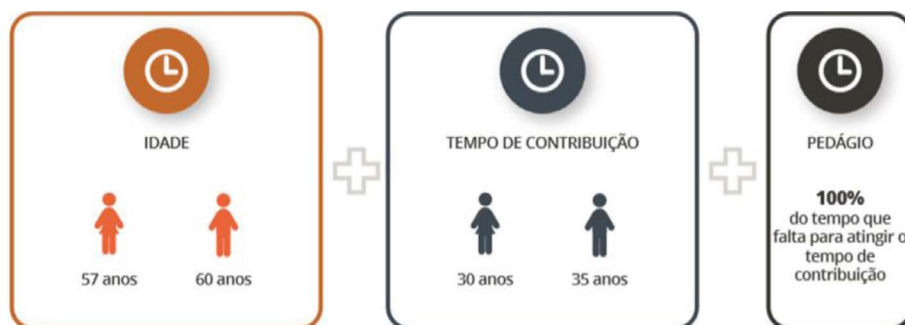 IDADE
57 anos
60 anos
TEMPO DE CONTRIBUIÇÃO
30 anos
35 anos
PEDÁGIO
100%
do tempo que
falta para atingir o
tempo de
contribuição